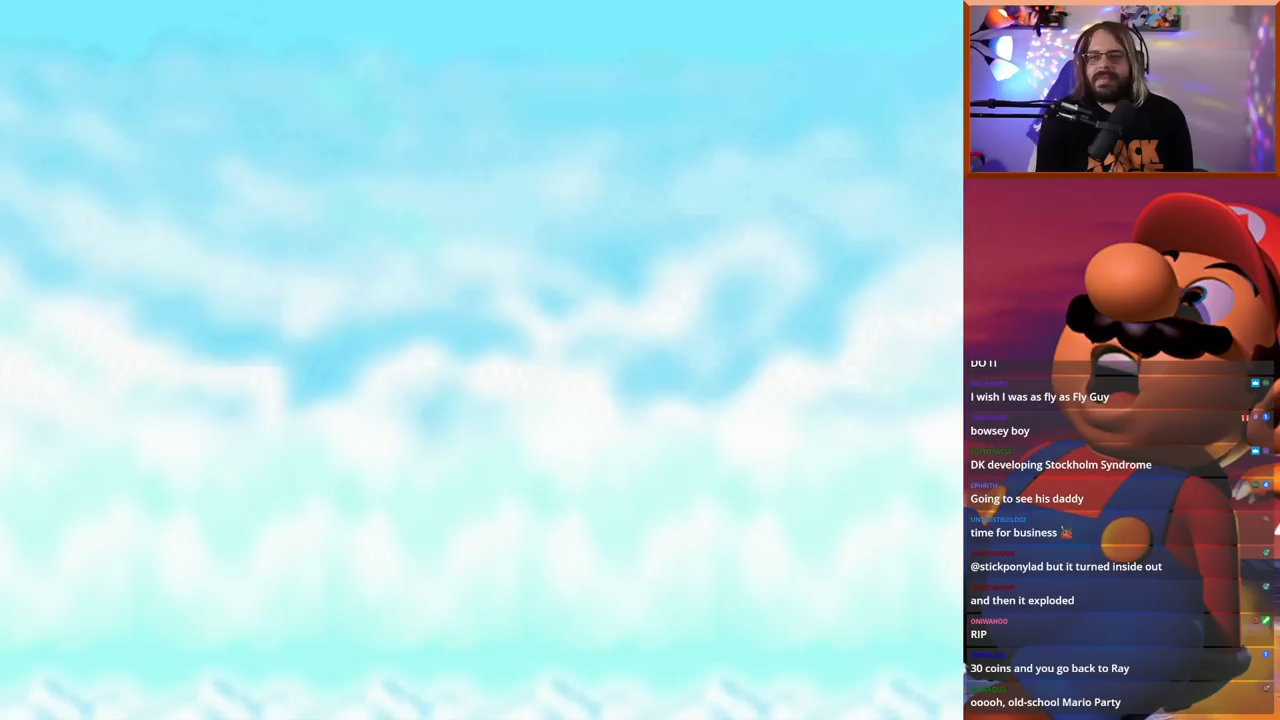 DO IT
I wish I was as fly as Fly Guy
bowsey boy
DK developing Stockholm Syndrome
EPHRITH
Going to see his daddy
time for business
@stickponylad but it turned inside out
and then it exploded
ONIWAHOO
RIP
30 coins and you go back to Ray
ooooh, old-school Mario Party